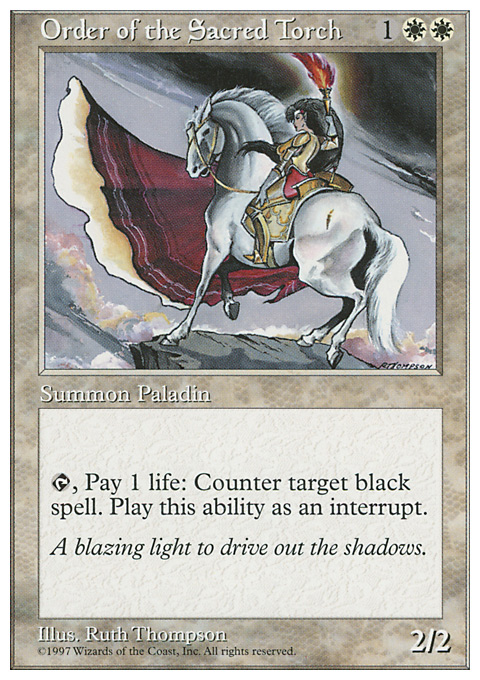 Order of the Sacred Torch 1
R.THOMPSON
Summon Paladin
, Pay 1 life: Counter target black
spell. Play this ability as an interrupt.
A blazing light to drive out the shadows.
Illus. Ruth Thompson
2/2
©1997 Wizards of the Coast, Inc. All rights reserved.